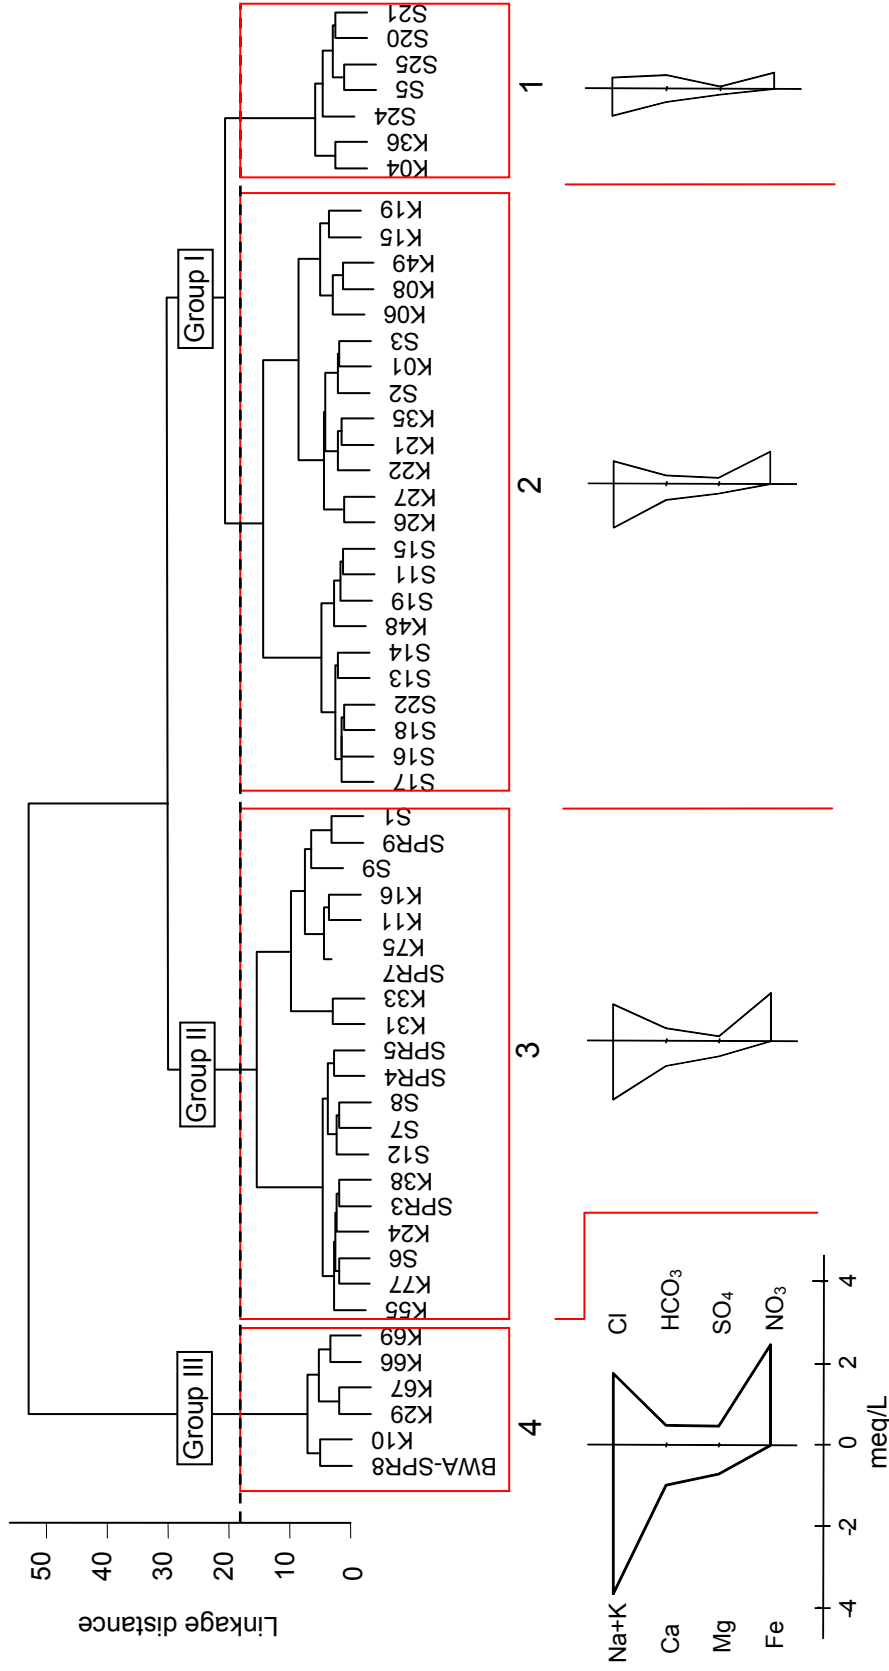 Linkage distance
50
40
30
20
10
0
Group III
Group II
Group I
BWA-SPR8
K10
K29
K67
K66
K69
K55
K77
S6
K24
SPR3
K38
S12
S7
S8
SPR4
SPR5
K31
K33
SPR7
K75
K11
K16
S9
SPR9
S1
S17
S16
S18
S22
S13
S14
K48
S19
S11
S15
K26
K27
K22
K21
K35
S2
K01
S3
K06
K08
K49
K15
K19
K04
K36
S24
S5
S25
S20
S21
4
3
2
1
Na+K
Cl
Ca
HCO₃
Mg
SO₄
Fe
NO₃
-4
-2
0
2
4
meq/L